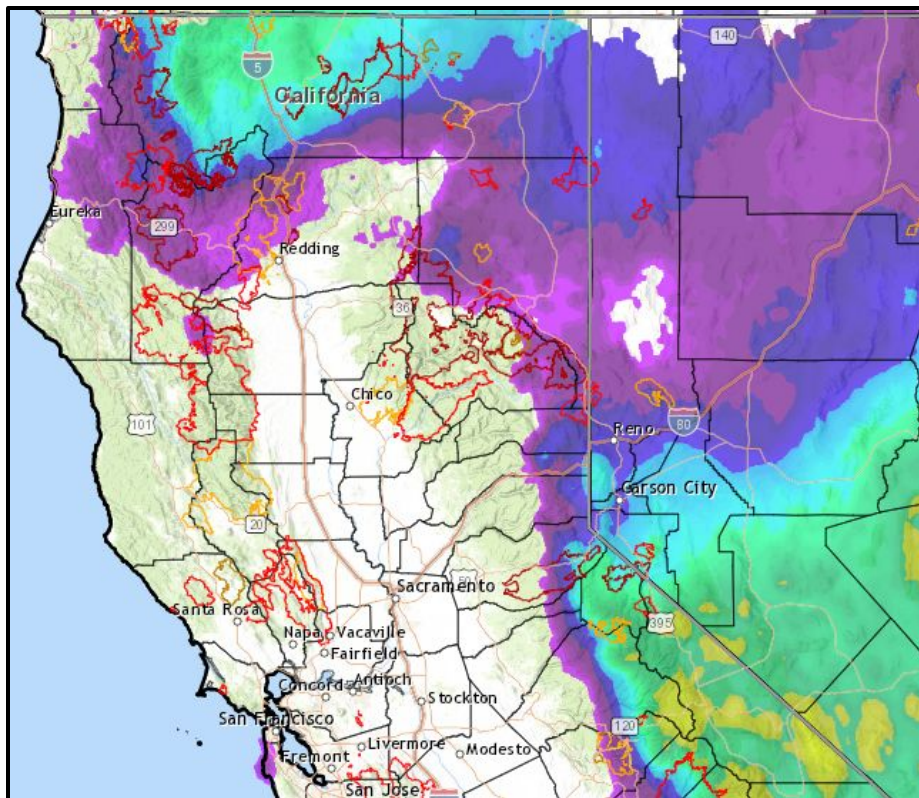 140
5
California
Eureka
299
Redding
36
Chico
101
Reno
80
Carson City
20
Sacramento
50
Santa Rosa
Napa
Vacaville
395
Fairfield
Concord
Antioch
Stockton
San Francisco
120
Livermore
Modesto
Fremont
San Jose